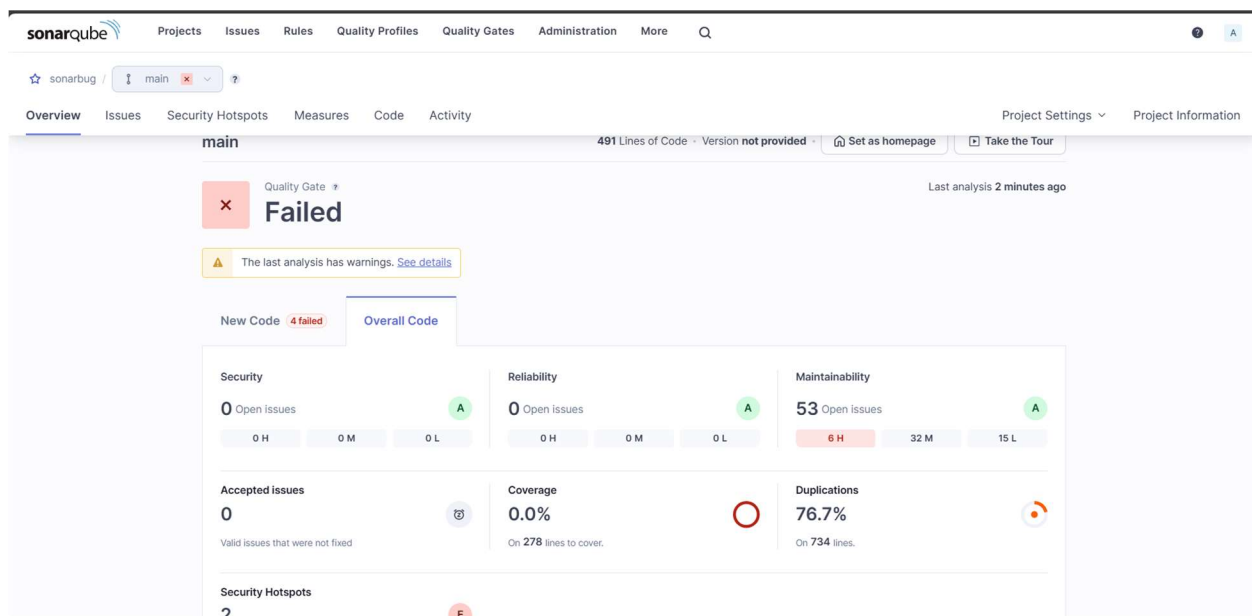 sonarqube Projects Issues Rules Quality Profiles Quality Gates Administration More ? A
sonarbug / main × ?
Overview Issues Security Hotspots Measures Code Activity Project Settings Project Information
main 491 Lines of Code · Version not provided · Set as homepage Take the Tour
Quality Gate ? Last analysis 2 minutes ago
Failed
The last analysis has warnings. See details
New Code 4 failed Overall Code
Security Reliability Maintainability
0 Open issues A 0 Open issues A 53 Open issues A
0 H 0 M 0 L 0 H 0 M 0 L 6 H 32 M 15 L
Accepted issues Coverage Duplications
0 0.0% 76.7%
Valid issues that were not fixed On 278 lines to cover. On 734 lines.
Security Hotspots
2 E